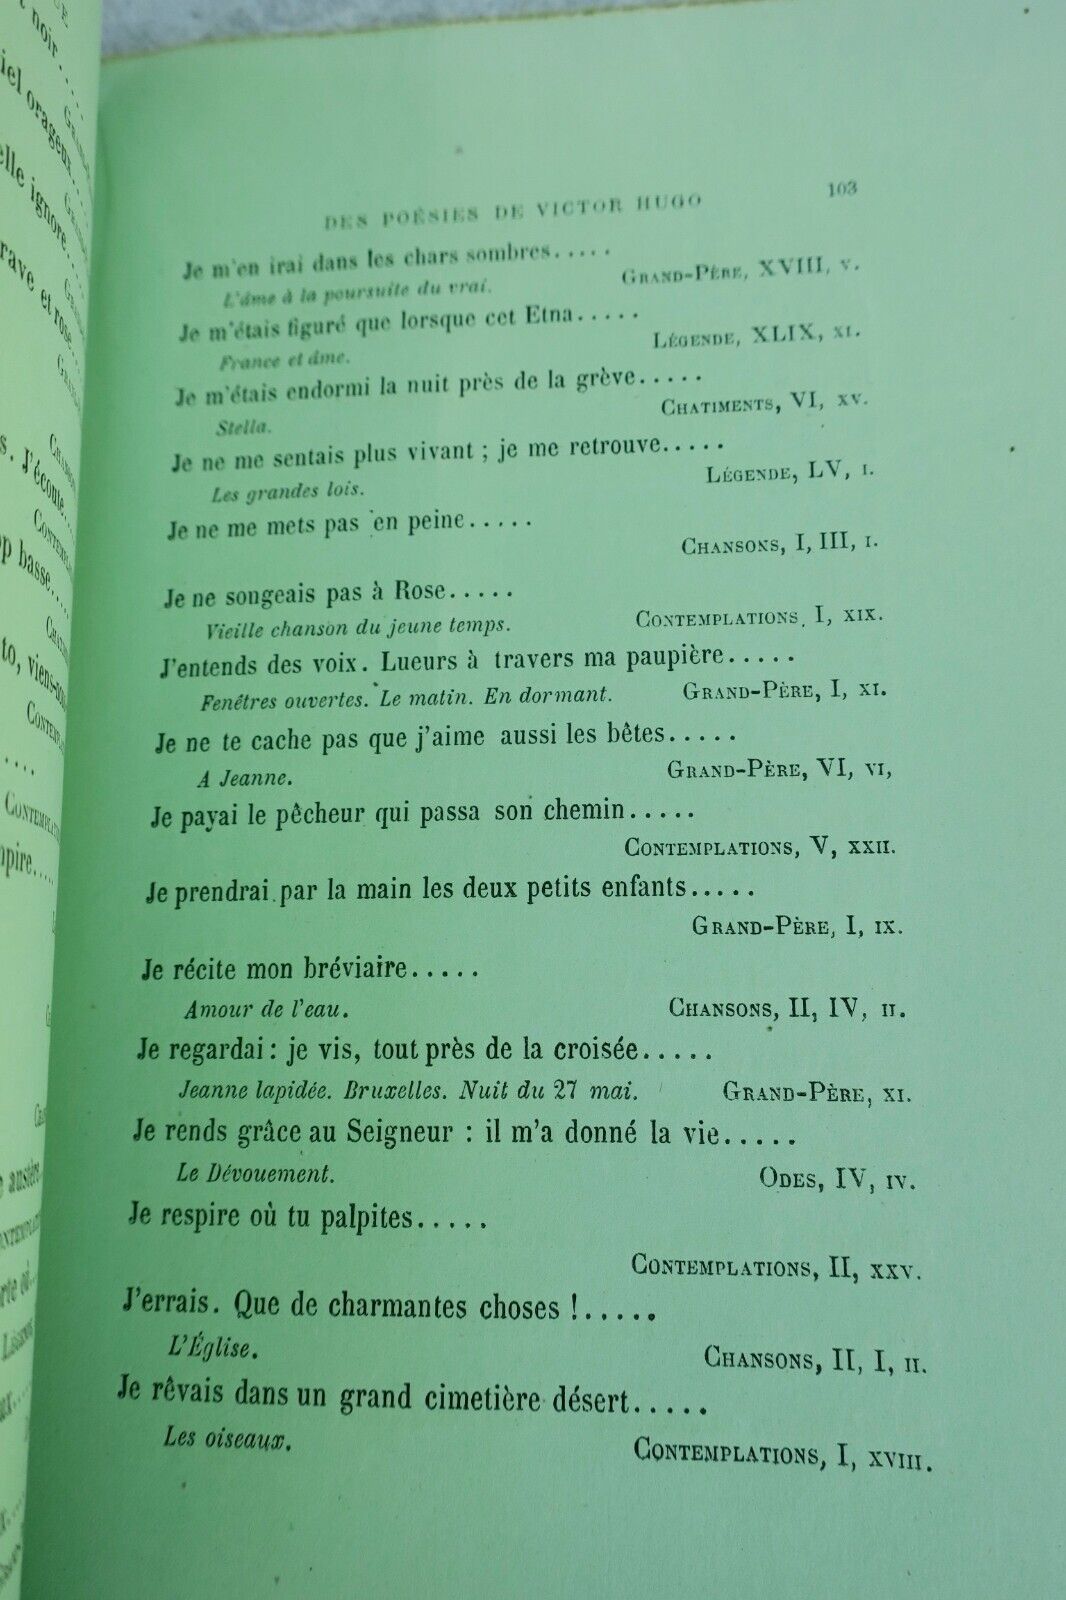 DES POÉSIES DE VICTOR HUGO 103
Je m'en irai dans les chars sombres.....
GRAND-PÈRE, XVIII, V.
L'âme à la poursuite du vrai.
Je m'étais figuré que lorsque cet Etna.....
LÉGENDE, XLIX, XI.
France et âme.
Je m'étais endormi la nuit près de la grève.....
CHATIMENTS, VI, XV.
Stella.
Je ne me sentais plus vivant ; je me retrouve.....
LÉGENDE, LV, I.
Les grandes lois.
Je ne me mets pas en peine.....
CHANSONS, I, III, I.
Je ne songeais pas à Rose.....
Vieille chanson du jeune temps. CONTEMPLATIONS, I, XIX.
J'entends des voix. Lueurs à travers ma paupière.....
Fenêtres ouvertes. Le matin. En dormant. GRAND-PÈRE, I, XI.
Je ne te cache pas que j'aime aussi les bêtes.....
A Jeanne. GRAND-PÈRE, VI, VI,
Je payai le pêcheur qui passa son chemin.....
CONTEMPLATIONS, V, XXII.
Je prendrai par la main les deux petits enfants.....
GRAND-PÈRE, I, IX.
Je récite mon bréviaire.....
Amour de l'eau. CHANSONS, II, IV, II.
Je regardai : je vis, tout près de la croisée.....
Jeanne lapidée. Bruxelles. Nuit du 27 mai. GRAND-PÈRE, XI.
Je rends grâce au Seigneur : il m'a donné la vie.....
Le Dévouement. ODES, IV, IV.
Je respire où tu palpites.....
CONTEMPLATIONS, II, XXV.
J'errais. Que de charmantes choses !.....
L'Église. CHANSONS, II, I, II.
Je rêvais dans un grand cimetière désert.....
Les oiseaux. CONTEMPLATIONS, I, XVIII.